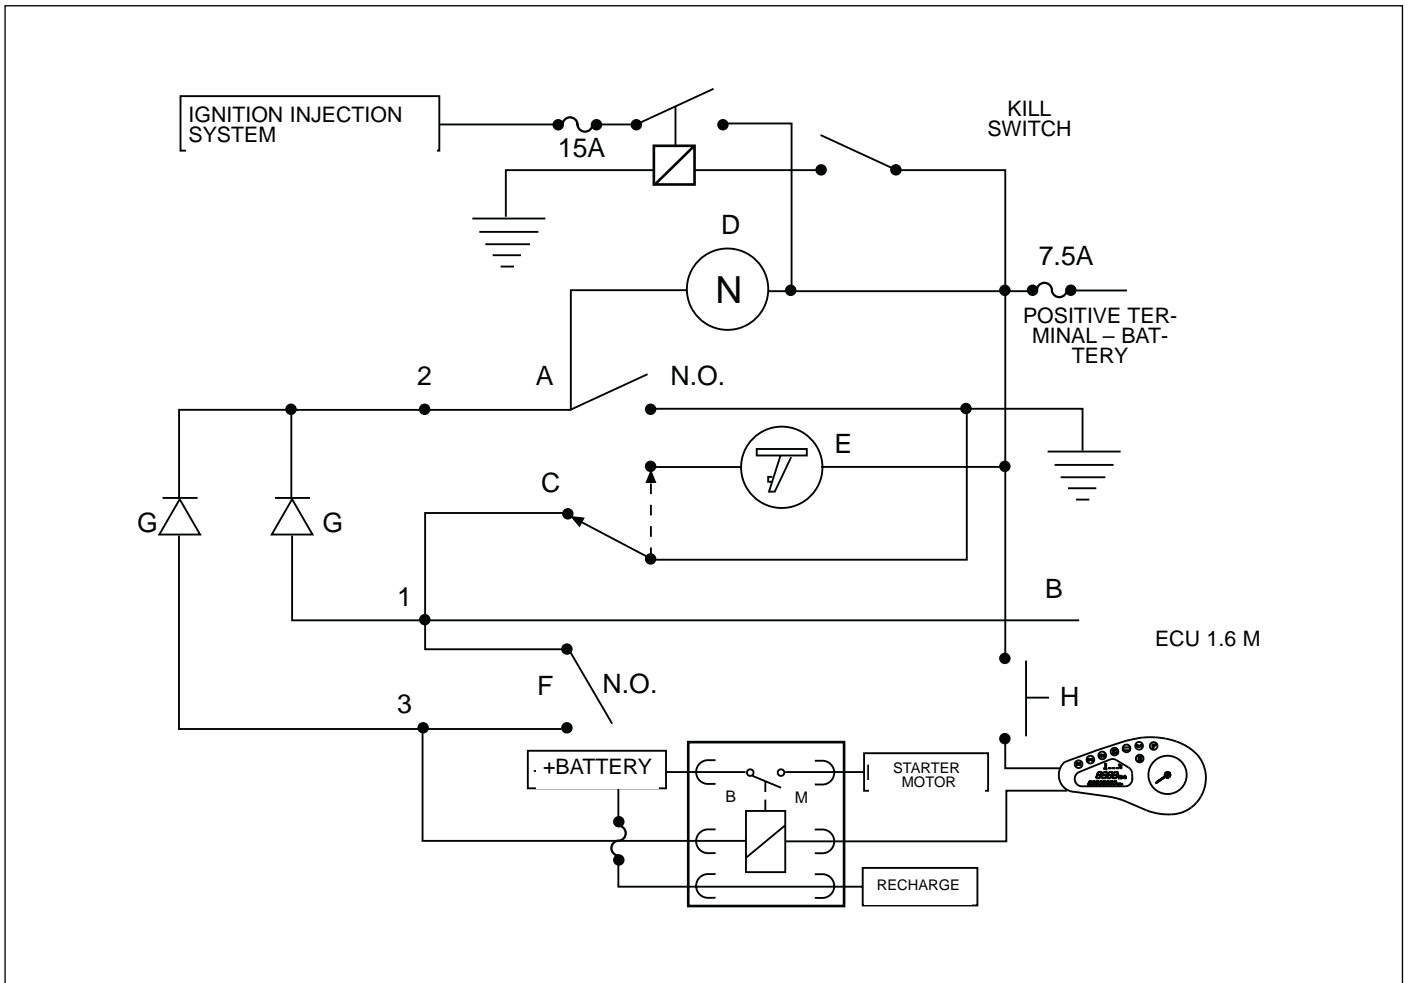 IGNITION INJECTION
SYSTEM
15A
KILL
SWITCH
D
N
7.5A
POSITIVE TER-
MINAL – BAT-
TERY
2
A
N.O.
E
C
G
G
1
B
ECU 1.6 M
F
N.O.
3
H
+BATTERY
B
M
STARTER
MOTOR
RECHARGE